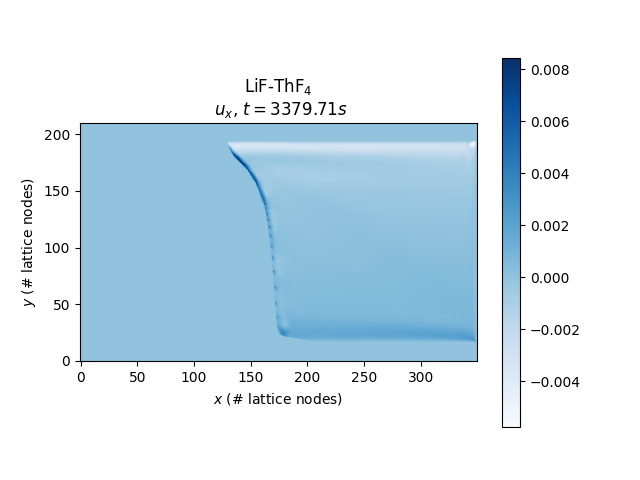 LiF-ThF₄
uₓ, t = 3379.71s
200
150
100
50
0
y (# lattice nodes)
0 50 100 150 200 250 300
x (# lattice nodes)
0.008
0.006
0.004
0.002
0.000
−0.002
−0.004